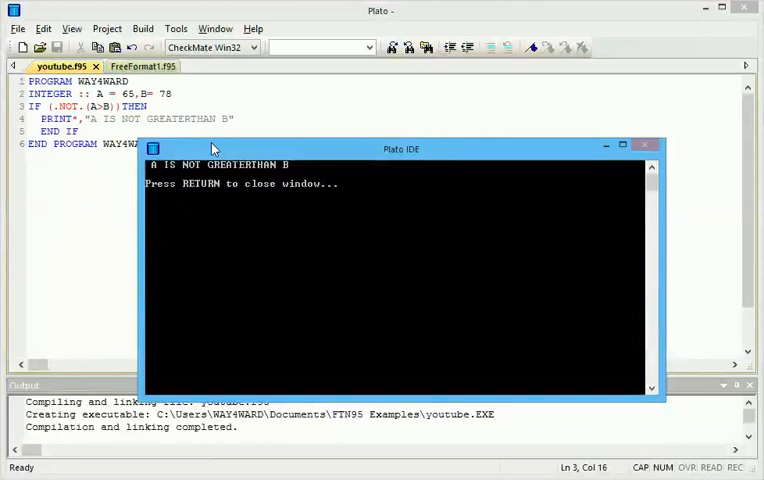 Plato -
File Edit View Project Build Tools Window Help
CheckMate Win32
youtube.f95 FreeFormat1.f95
1 PROGRAM WAY4WARD
2 INTEGER :: A = 65,B= 78
3 IF (.NOT.(A>B))THEN
4 PRINT*,"A IS NOT GREATERTHAN B"
5 END IF
6 END PROGRAM WAY4WA
Plato IDE
A IS NOT GREATERTHAN B
Press RETURN to close window...
Output
Compiling and linking file: youtube.f95
Creating executable: C:\Users\WAY4WARD\Documents\FTN95 Examples\youtube.EXE
Compilation and linking completed.
Ready Ln 3, Col 16 CAP NUM OVR READ REC